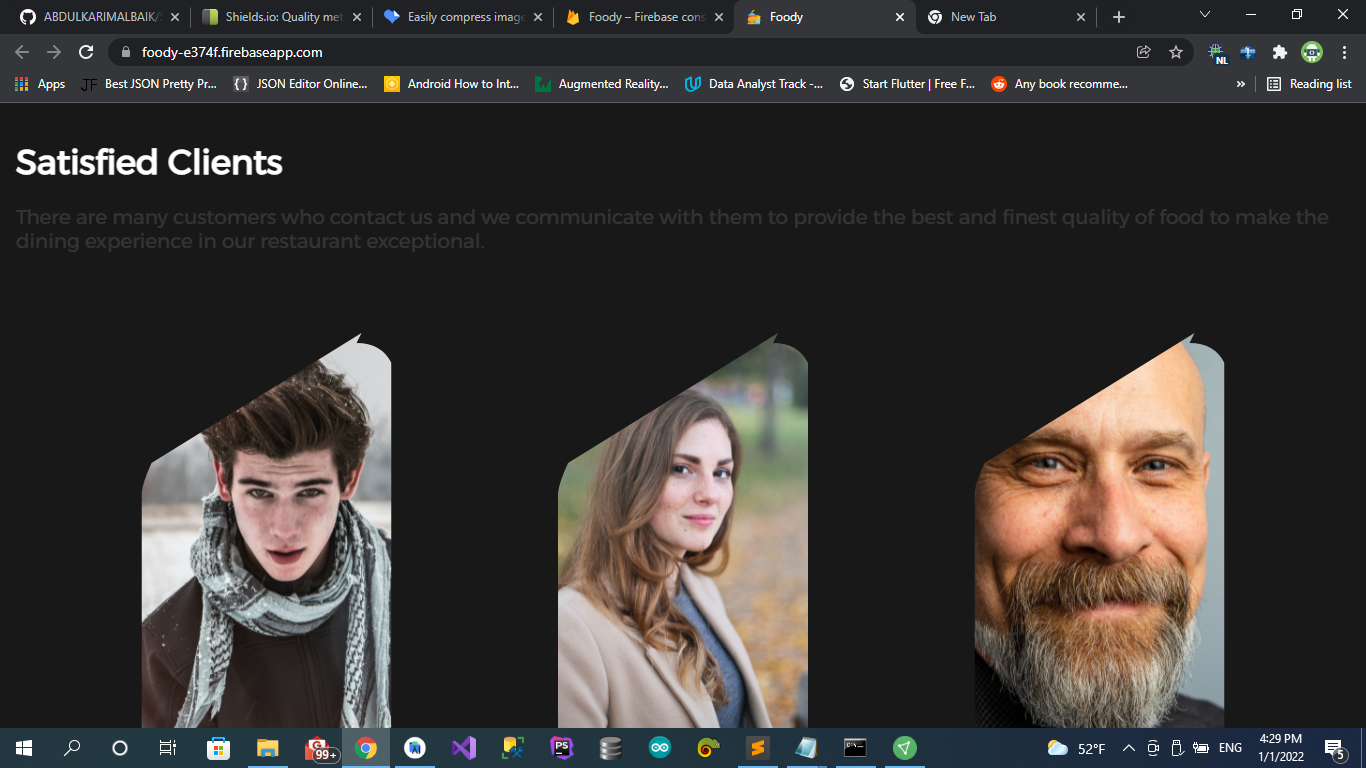 ABDULKARIMALBAIK/
Shields.io: Quality met
Easily compress image
Foody – Firebase cons
Foody
New Tab
foody-e374f.firebaseapp.com
NL
Apps
JF Best JSON Pretty Pr...
{} JSON Editor Online...
Android How to Int...
Augmented Reality...
Data Analyst Track -...
Start Flutter | Free F...
Any book recomme...
»
Reading list
Satisfied Clients
There are many customers who contact us and we communicate with them to provide the best and finest quality of food to make the
dining experience in our restaurant exceptional.
G
99+
PS
C:\_
52°F
ENG
4:29 PM
1/1/2022
5